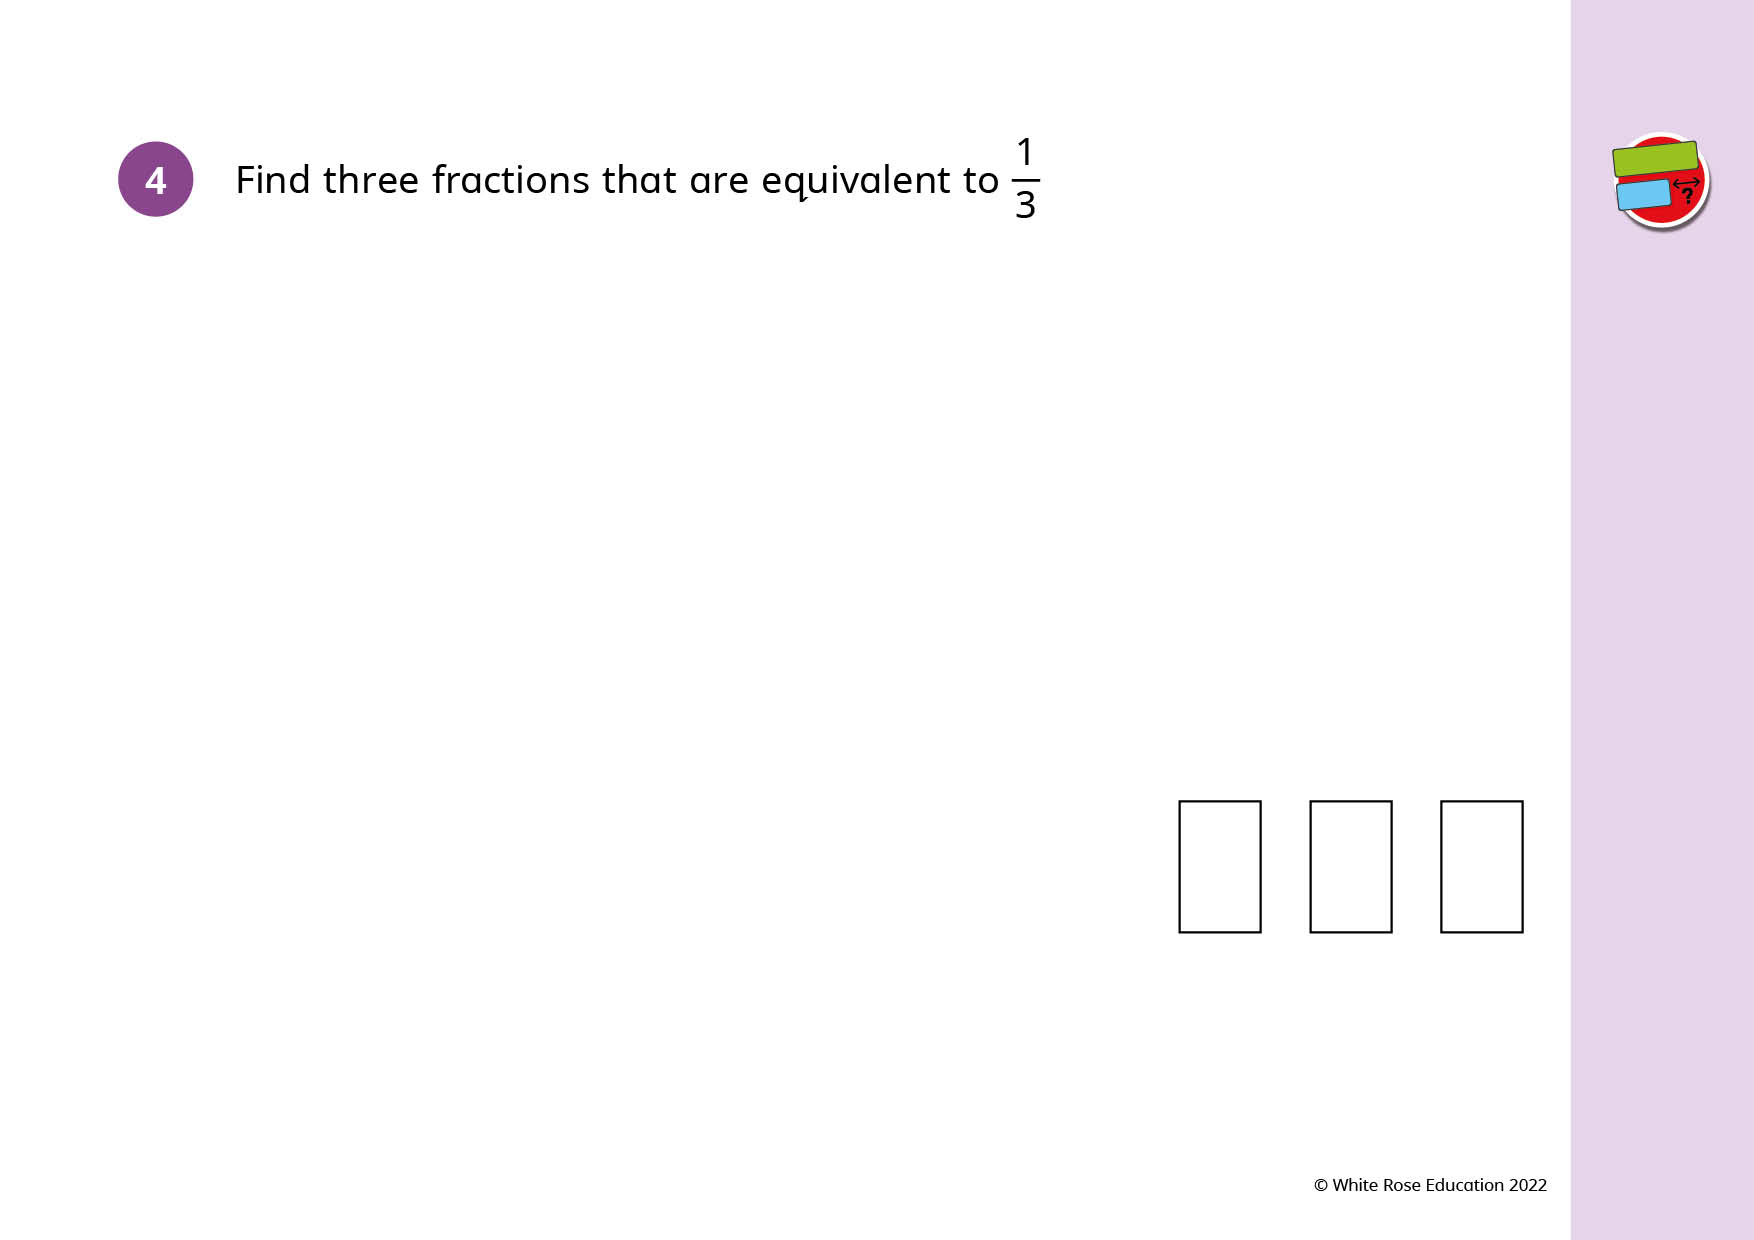 4 Find three fractions that are equivalent to 1/3
?
© White Rose Education 2022